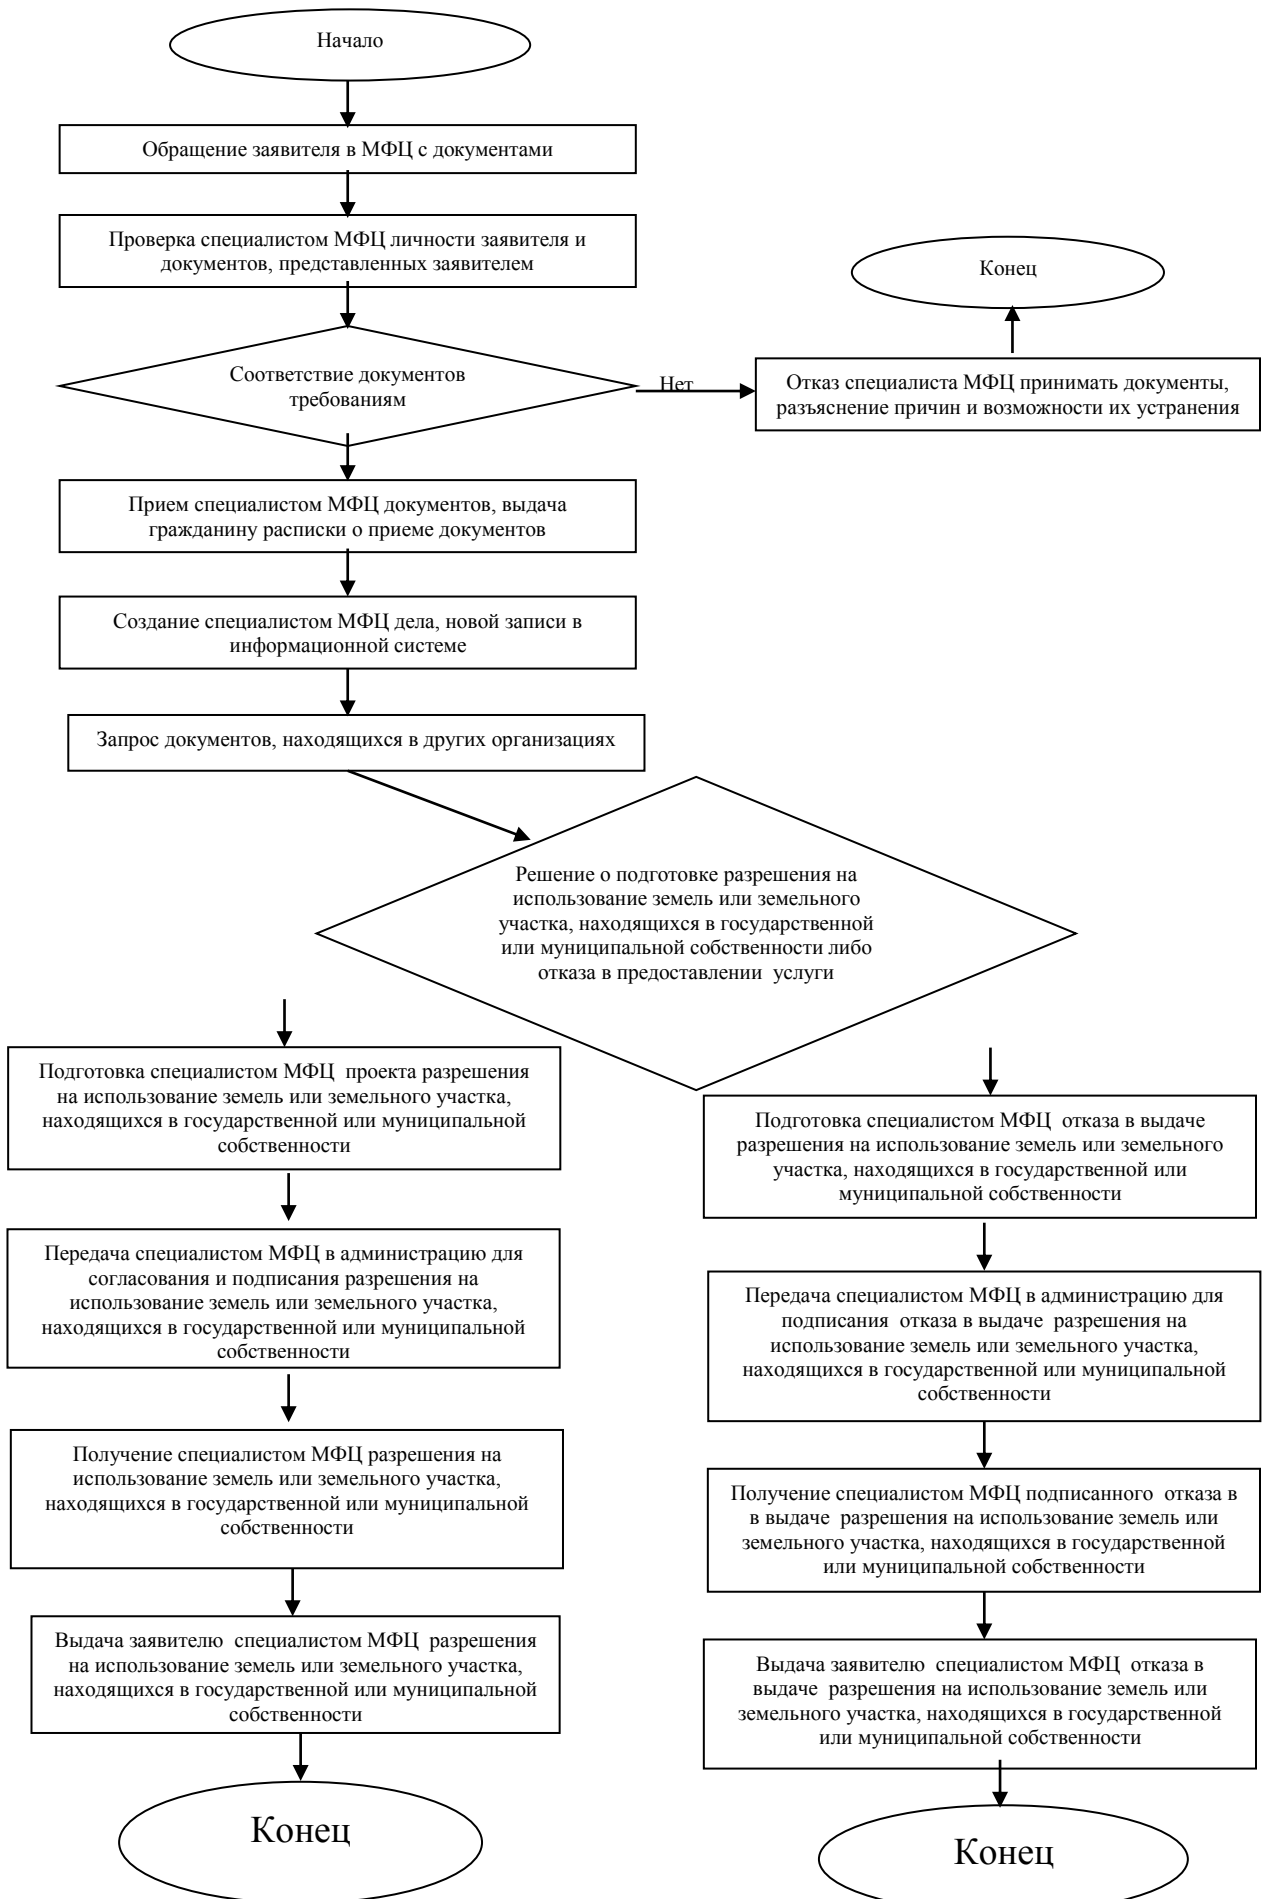 Начало
Обращение заявителя в МФЦ с документами
Проверка специалистом МФЦ личности заявителя и
документов, представленных заявителем
Конец
Соответствие документов
требованиям
Нет
Отказ специалиста МФЦ принимать документы,
разъяснение причин и возможности их устранения
Прием специалистом МФЦ документов, выдача
гражданину расписки о приеме документов
Создание специалистом МФЦ дела, новой записи в
информационной системе
Запрос документов, находящихся в других организациях
Решение о подготовке разрешения на
использование земель или земельного
участка, находящихся в государственной
или муниципальной собственности либо
отказа в предоставлении услуги
Подготовка специалистом МФЦ проекта разрешения
на использование земель или земельного участка,
находящихся в государственной или муниципальной
собственности
Передача специалистом МФЦ в администрацию для
согласования и подписания разрешения на
использование земель или земельного участка,
находящихся в государственной или муниципальной
собственности
Получение специалистом МФЦ разрешения на
использование земель или земельного участка,
находящихся в государственной или муниципальной
собственности
Выдача заявителю специалистом МФЦ разрешения
на использование земель или земельного участка,
находящихся в государственной или муниципальной
собственности
Конец
Подготовка специалистом МФЦ отказа в выдаче
разрешения на использование земель или земельного
участка, находящихся в государственной или
муниципальной собственности
Передача специалистом МФЦ в администрацию для
подписания отказа в выдаче разрешения на
использование земель или земельного участка,
находящихся в государственной или муниципальной
собственности
Получение специалистом МФЦ подписанного отказа в
в выдаче разрешения на использование земель или
земельного участка, находящихся в государственной
или муниципальной собственности
Выдача заявителю специалистом МФЦ отказа в
выдаче разрешения на использование земель или
земельного участка, находящихся в государственной
или муниципальной собственности
Конец